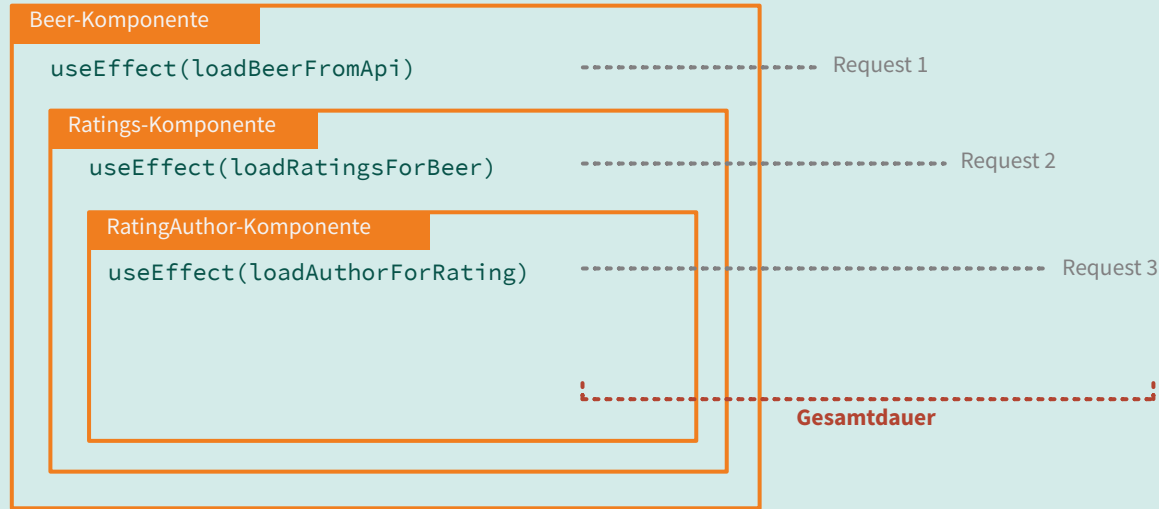 Beer-Komponente
useEffect(loadBeerFromApi)
Request 1
Ratings-Komponente
useEffect(loadRatingsForBeer)
Request 2
RatingAuthor-Komponente
useEffect(loadAuthorForRating)
Request 3
Gesamtdauer